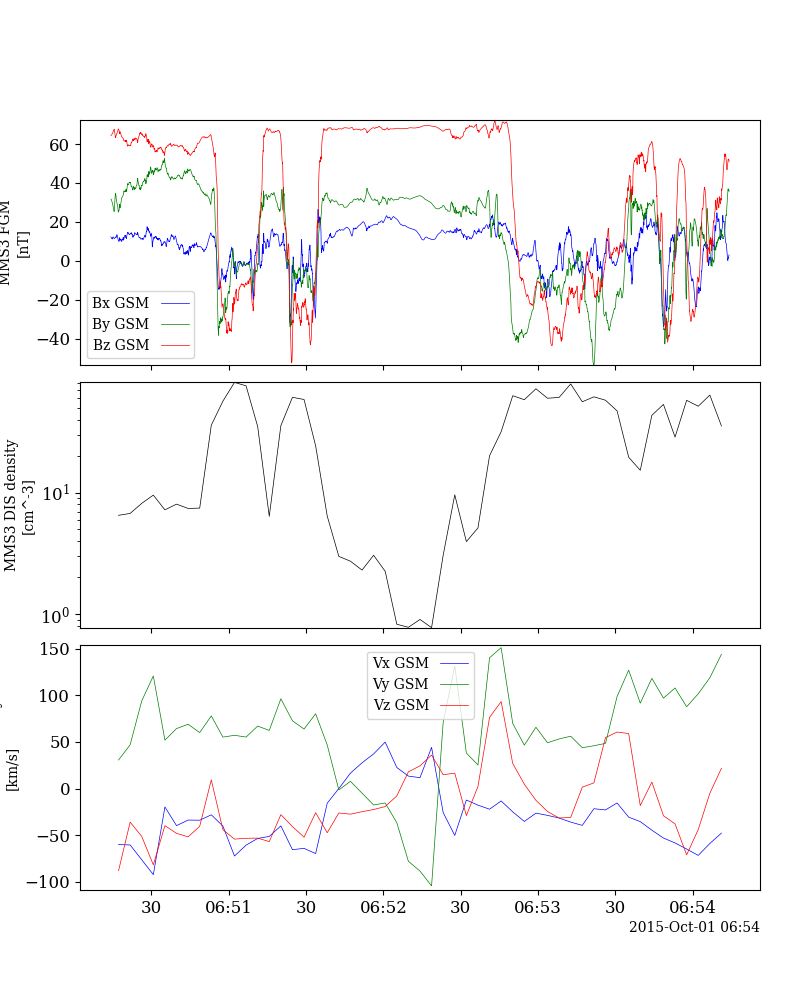 60
40
20
0
−20
−40
MMS3 FGM
[nT]
Bx GSM
By GSM
Bz GSM
10^1
10^0
MMS3 DIS density
[cm^-3]
150
100
50
0
−50
−100
[km/s]
Vx GSM
Vy GSM
Vz GSM
30 06:51 30 06:52 30 06:53 30 06:54
2015-Oct-01 06:54